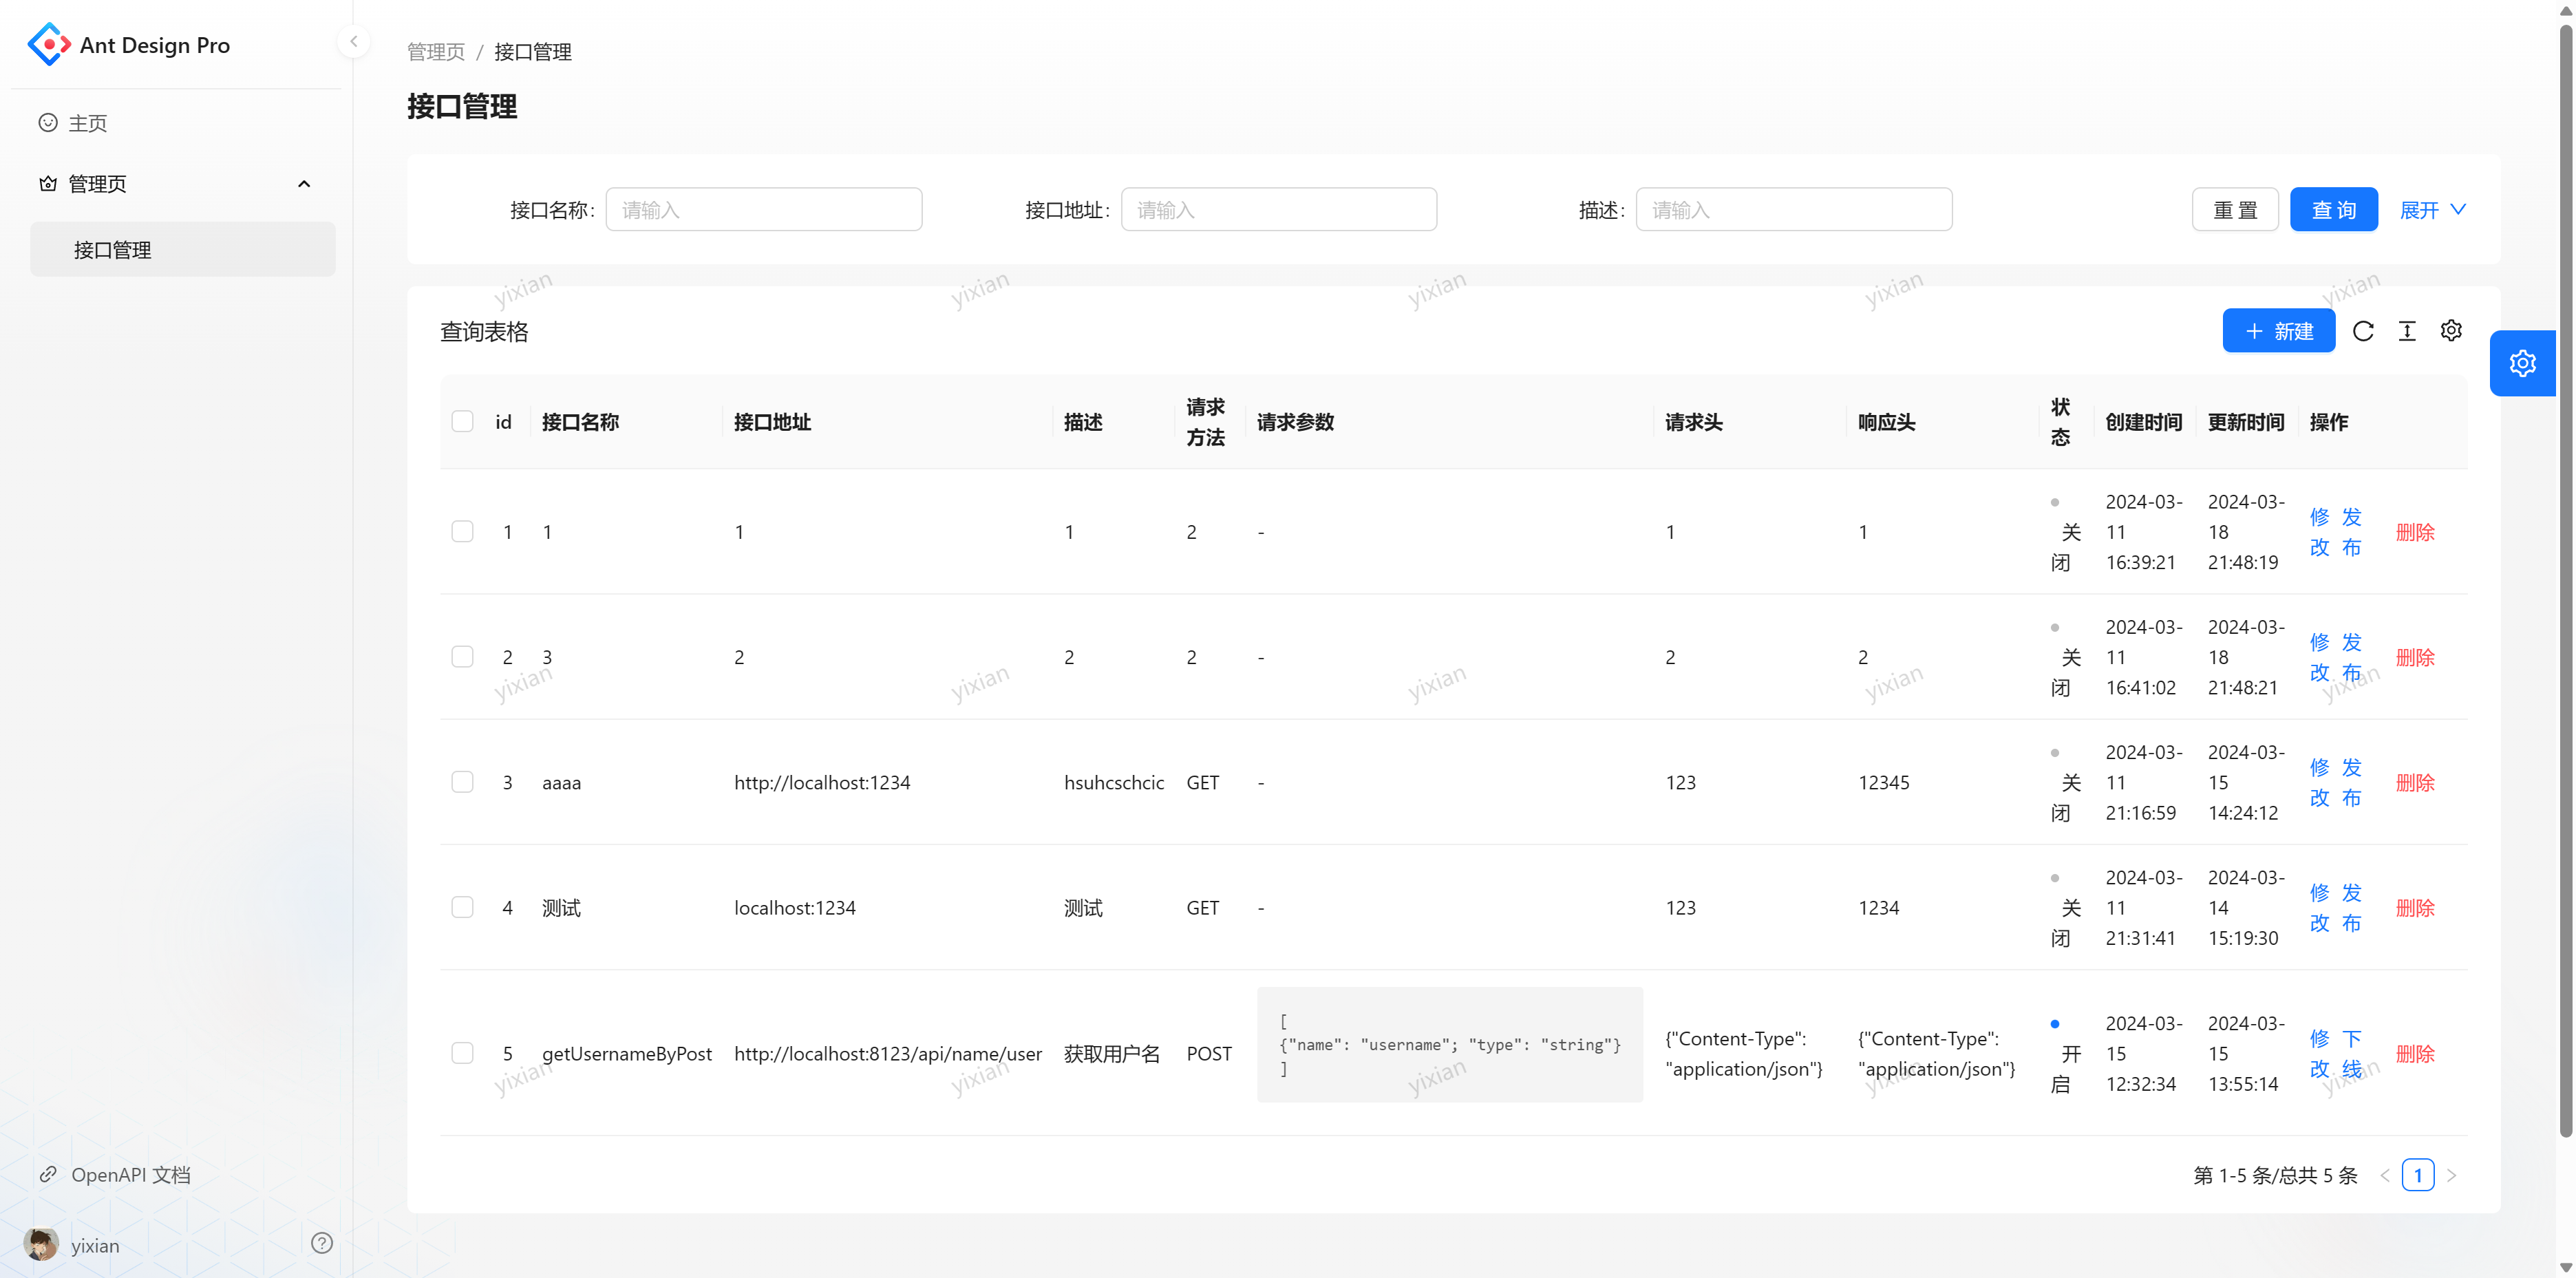 Ant Design Pro
主页
管理页
接口管理
OpenAPI 文档
yixian
管理页 / 接口管理
接口管理
接口名称: 请输入 接口地址: 请输入 描述: 请输入 重 置 查 询 展开
查询表格 新建
id 接口名称 接口地址 描述 请求方法 请求参数 请求头 响应头 状态 创建时间 更新时间 操作
1 1 1 1 2 - 1 1 关闭 2024-03-11 16:39:21 2024-03-18 21:48:19 修改 发布 删除
2 3 2 2 2 - 2 2 关闭 2024-03-11 16:41:02 2024-03-18 21:48:21 修改 发布 删除
3 aaaa http://localhost:1234 hsuhcschcic GET - 123 12345 关闭 2024-03-11 21:16:59 2024-03-15 14:24:12 修改 发布 删除
4 测试 localhost:1234 测试 GET - 123 1234 关闭 2024-03-11 21:31:41 2024-03-14 15:19:30 修改 发布 删除
5 getUsernameByPost http://localhost:8123/api/name/user 获取用户名 POST [ {"name": "username"; "type": "string"} ] {"Content-Type": "application/json"} {"Content-Type": "application/json"} 开启 2024-03-15 12:32:34 2024-03-15 13:55:14 修改 下线 删除
第 1-5 条/总共 5 条 1
yixian yixian yixian yixian yixian
yixian yixian yixian yixian yixian
yixian yixian yixian yixian yixian